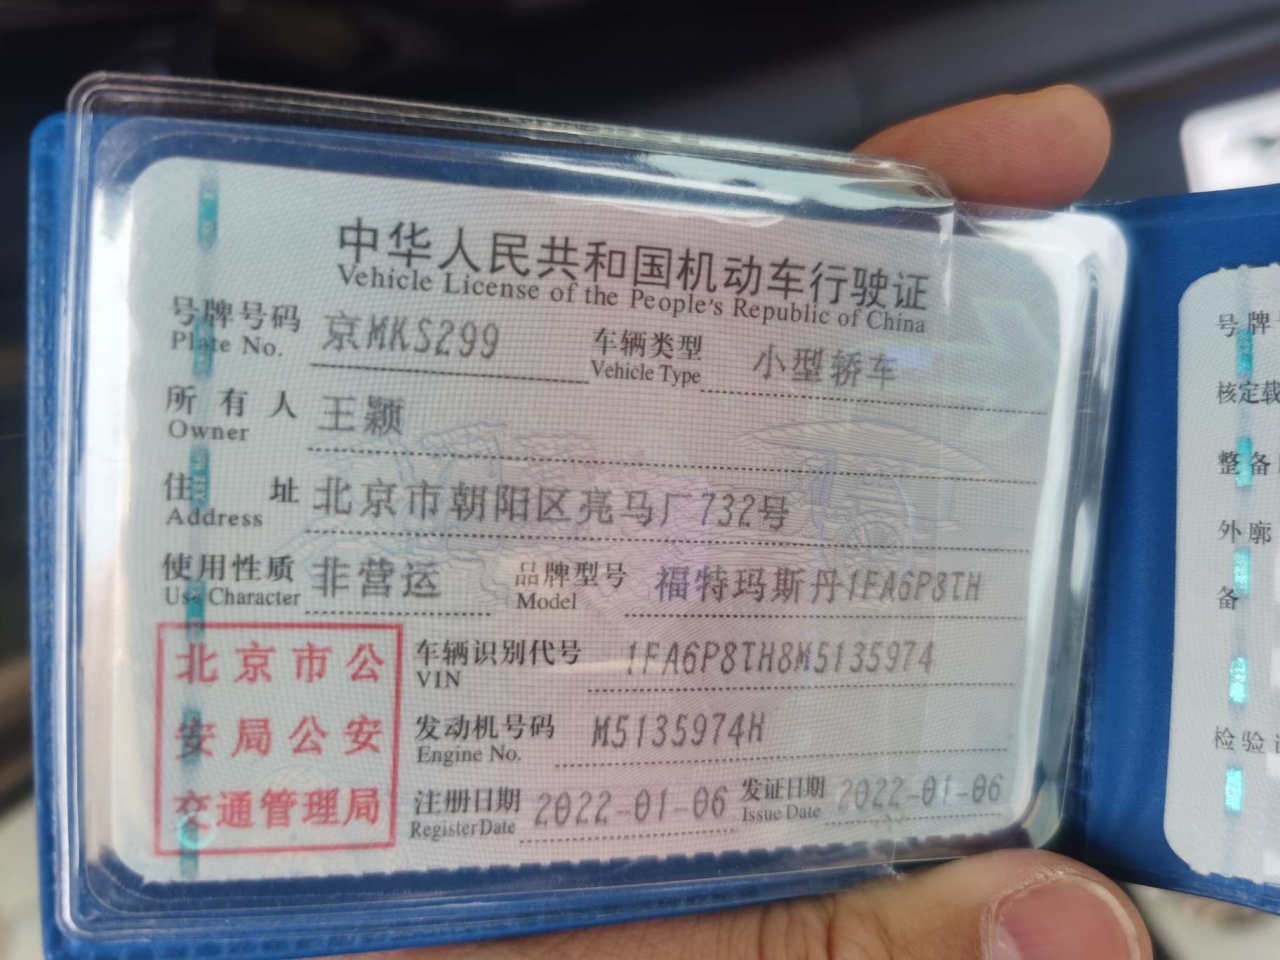 中华人民共和国机动车行驶证
Vehicle License of the People's Republic of China
号牌号码 京MKS299 车辆类型 小型轿车
Plate No. Vehicle Type
所有人 王颖
Owner
住址 北京市朝阳区亮马厂732号
Address
使用性质 非营运 品牌型号 福特玛斯丹1FA6P8TH
Use Character Model
北京市公
安局公安
交通管理局
车辆识别代号 1FA6P8TH8M5135974
VIN
发动机号码 M5135974H
Engine No.
注册日期 2022-01-06 发证日期 2022-01-06
Register Date Issue Date
号牌
核定载
整备
外廓
备
检验